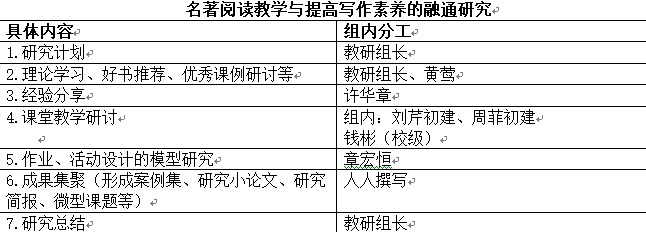 名著阅读教学与提高写作素养的融通研究
具体内容 组内分工
1.研究计划 教研组长
2.理论学习、好书推荐、优秀课例研讨等 教研组长、黄莺
3.经验分享 许华章
4.课堂教学研讨 组内：刘芹初建、周菲初建
钱彬（校级）
5.作业、活动设计的模型研究 章宏恒
6.成果集聚（形成案例集、研究小论文、研究 人人撰写
简报、微型课题等）
7.研究总结 教研组长